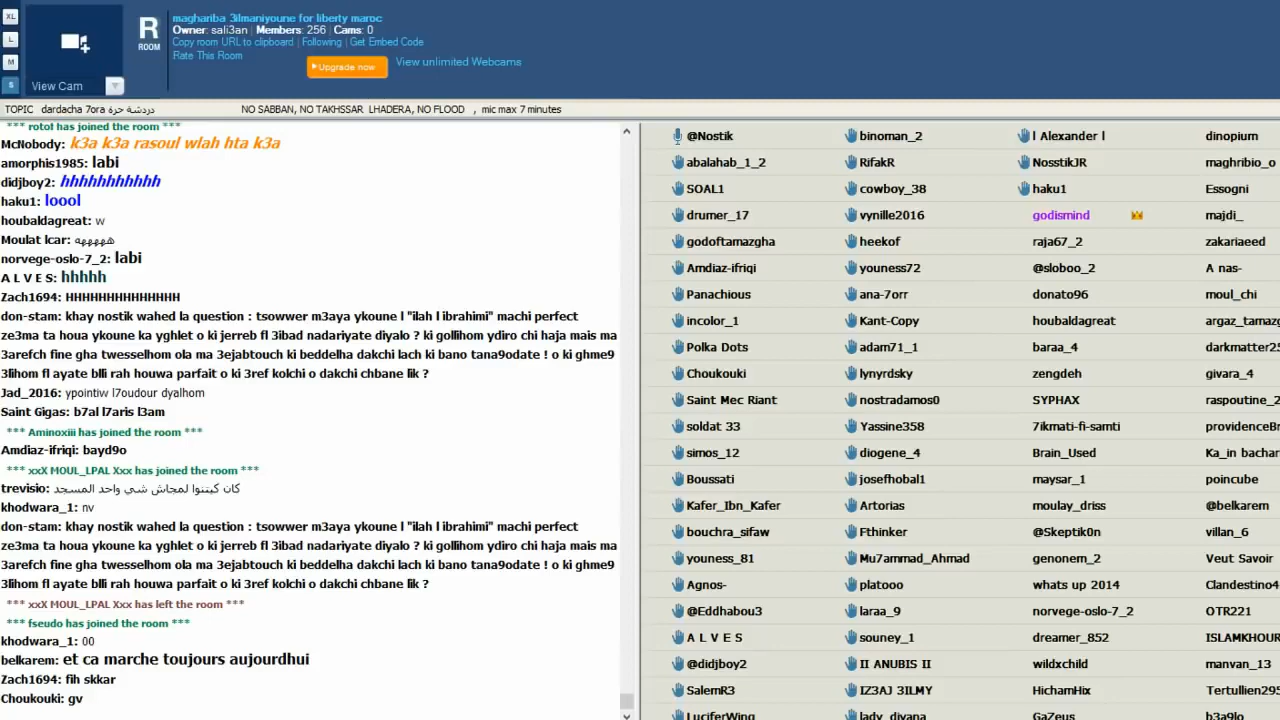 XL
L
M
S
View Cam
R
ROOM
maghariba 3ilmaniyoune for liberty maroc
Owner: sali3an | Members: 256 | Cams: 0
Copy room URL to clipboard | Following | Get Embed Code
Rate This Room
Upgrade now
View unlimited Webcams
TOPIC dardacha 7ora دردشة حرة NO SABBAN, NO TAKHSSAR LHADERA, NO FLOOD , mic max 7 minutes
*** rotol has joined the room ***
McNobody: k3a k3a rasoul wlah hta k3a
amorphis1985: labi
didjboy2: hhhhhhhhhhh
haku1: loool
houbaldagreat: w
Moulat lcar: ههههههه
norvege-oslo-7_2: labi
A L V E S: hhhhh
Zach1694: HHHHHHHHHHHHHH
don-stam: khay nostik wahed la question : tsowwer m3aya ykoune l "ilah l ibrahimi" machi perfect
ze3ma ta houa ykoune ka yghlet o ki jerreb fl 3ibad nadariyate diyalo ? ki gollihom ydiro chi haja mais ma
3arefch fine gha twesselhom ola ma 3ejabtouch ki beddelha dakchi lach ki bano tana9odate ! o ki ghme9
3lihom fl ayate blli rah houwa parfait o ki 3ref kolchi o dakchi chbane lik ?
Jad_2016: ypointiw l7oudour dyalhom
Saint Gigas: b7al l7aris l3am
*** Aminoxiii has joined the room ***
Amdiaz-ifriqi: bayd9o
*** xxX MOUL_LPAL Xxx has joined the room ***
trevisio: كان كيتنوا لمجاش شي واحد المسجد
khodwara_1: nv
don-stam: khay nostik wahed la question : tsowwer m3aya ykoune l "ilah l ibrahimi" machi perfect
ze3ma ta houa ykoune ka yghlet o ki jerreb fl 3ibad nadariyate diyalo ? ki gollihom ydiro chi haja mais ma
3arefch fine gha twesselhom ola ma 3ejabtouch ki beddelha dakchi lach ki bano tana9odate ! o ki ghme9
3lihom fl ayate blli rah houwa parfait o ki 3ref kolchi o dakchi chbane lik ?
*** xxX MOUL_LPAL Xxx has left the room ***
*** fseudo has joined the room ***
khodwara_1: 00
belkarem: et ca marche toujours aujourdhui
Zach1694: fih skkar
Choukouki: gv
@Nostik binoman_2 l Alexander l dinopium
abalahab_1_2 RifakR NosstikJR maghribio_o
SOAL1 cowboy_38 haku1 Essogni
drumer_17 vynille2016 godismind majdi_
godoftamazgha heekof raja67_2 zakariaeed
Amdiaz-ifriqi youness72 @sloboo_2 A nas-
Panachious ana-7orr donato96 moul_chi
incolor_1 Kant-Copy houbaldagreat argaz_tamazg
Polka Dots adam71_1 baraa_4 darkmatter25
Choukouki lynyrdsky zengdeh givara_4
Saint Mec Riant nostradamos0 SYPHAX raspoutine_2
soldat 33 Yassine358 7ikmati-fi-samti providenceBr
simos_12 diogene_4 Brain_Used Ka_in bachar
Boussati josefhobal1 maysar_1 poincube
Kafer_Ibn_Kafer Artorias moulay_driss @belkarem
bouchra_sifaw Fthinker @Skeptik0n villan_6
youness_81 Mu7ammad_Ahmad genonem_2 Veut Savoir
Agnos- platooo whats up 2014 Clandestino4
@Eddhabou3 laraa_9 norvege-oslo-7_2 OTR221
A L V E S souney_1 dreamer_852 ISLAMKHOUR
@didjboy2 II ANUBIS II wildxchild manvan_13
SalemR3 IZ3AJ 3ILMY HichamHix Tertullien295
LuciferWing lady_divana GaZeus b3a9lo